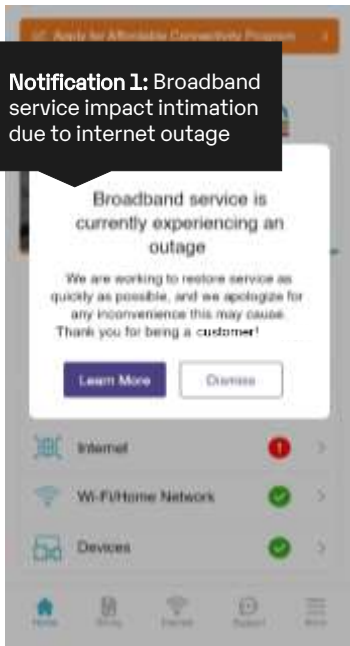 Apply for Affordable Connectivity Program
Notification 1: Broadband
service impact intimation
due to internet outage
Broadband service is
currently experiencing an
outage
We are working to restore service as
quickly as possible, and we apologize for
any inconvenience this may cause.
Thank you for being a customer!
Learn More
Dismiss
Internet
Wi-Fi/Home Network
Devices
Home
Support